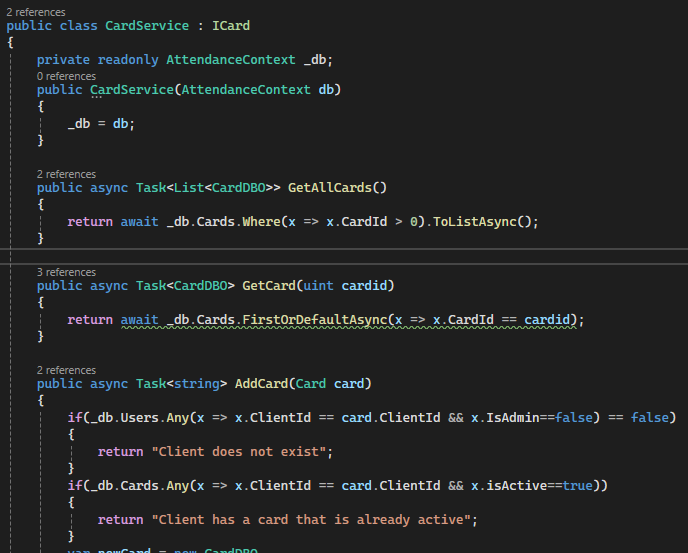 2 references
public class CardService : ICard
{
private readonly AttendanceContext _db;
0 references
public CardService(AttendanceContext db)
{
_db = db;
}
2 references
public async Task<List<CardDBO>> GetAllCards()
{
return await _db.Cards.Where(x => x.CardId > 0).ToListAsync();
}
3 references
public async Task<CardDBO> GetCard(uint cardid)
{
return await _db.Cards.FirstOrDefaultAsync(x => x.CardId == cardid);
}
2 references
public async Task<string> AddCard(Card card)
{
if(_db.Users.Any(x => x.ClientId == card.ClientId && x.IsAdmin==false) == false)
{
return "Client does not exist";
}
if(_db.Cards.Any(x => x.ClientId == card.ClientId && x.isActive==true))
{
return "Client has a card that is already active";
}
var newCard = new CardDBO